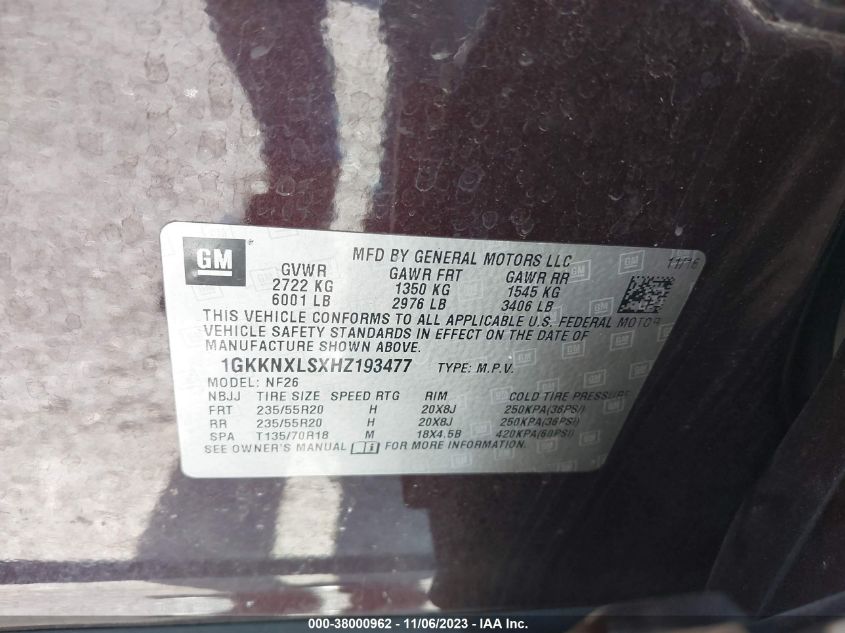 GM
MFD BY GENERAL MOTORS LLC
11/16
GVWR GAWR FRT GAWR RR
2722 KG 1350 KG 1545 KG
6001 LB 2976 LB 3406 LB
THIS VEHICLE CONFORMS TO ALL APPLICABLE U.S. FEDERAL MOTOR
VEHICLE SAFETY STANDARDS IN EFFECT ON THE DATE OF
MANUFACTURE SHOWN ABOVE.
1GKKNXLSXHZ193477 TYPE: M.P.V.
MODEL: NF26
NBJJ TIRE SIZE SPEED RTG RIM COLD TIRE PRESSURE
FRT 235/55R20 H 20X8J 250KPA(36PSI)
RR 235/55R20 H 20X8J 250KPA(36PSI)
SPA T135/70R18 M 18X4.5B 420KPA(60PSI)
SEE OWNER'S MANUAL FOR MORE INFORMATION.
000-38000962 - 11/06/2023 - IAA Inc.